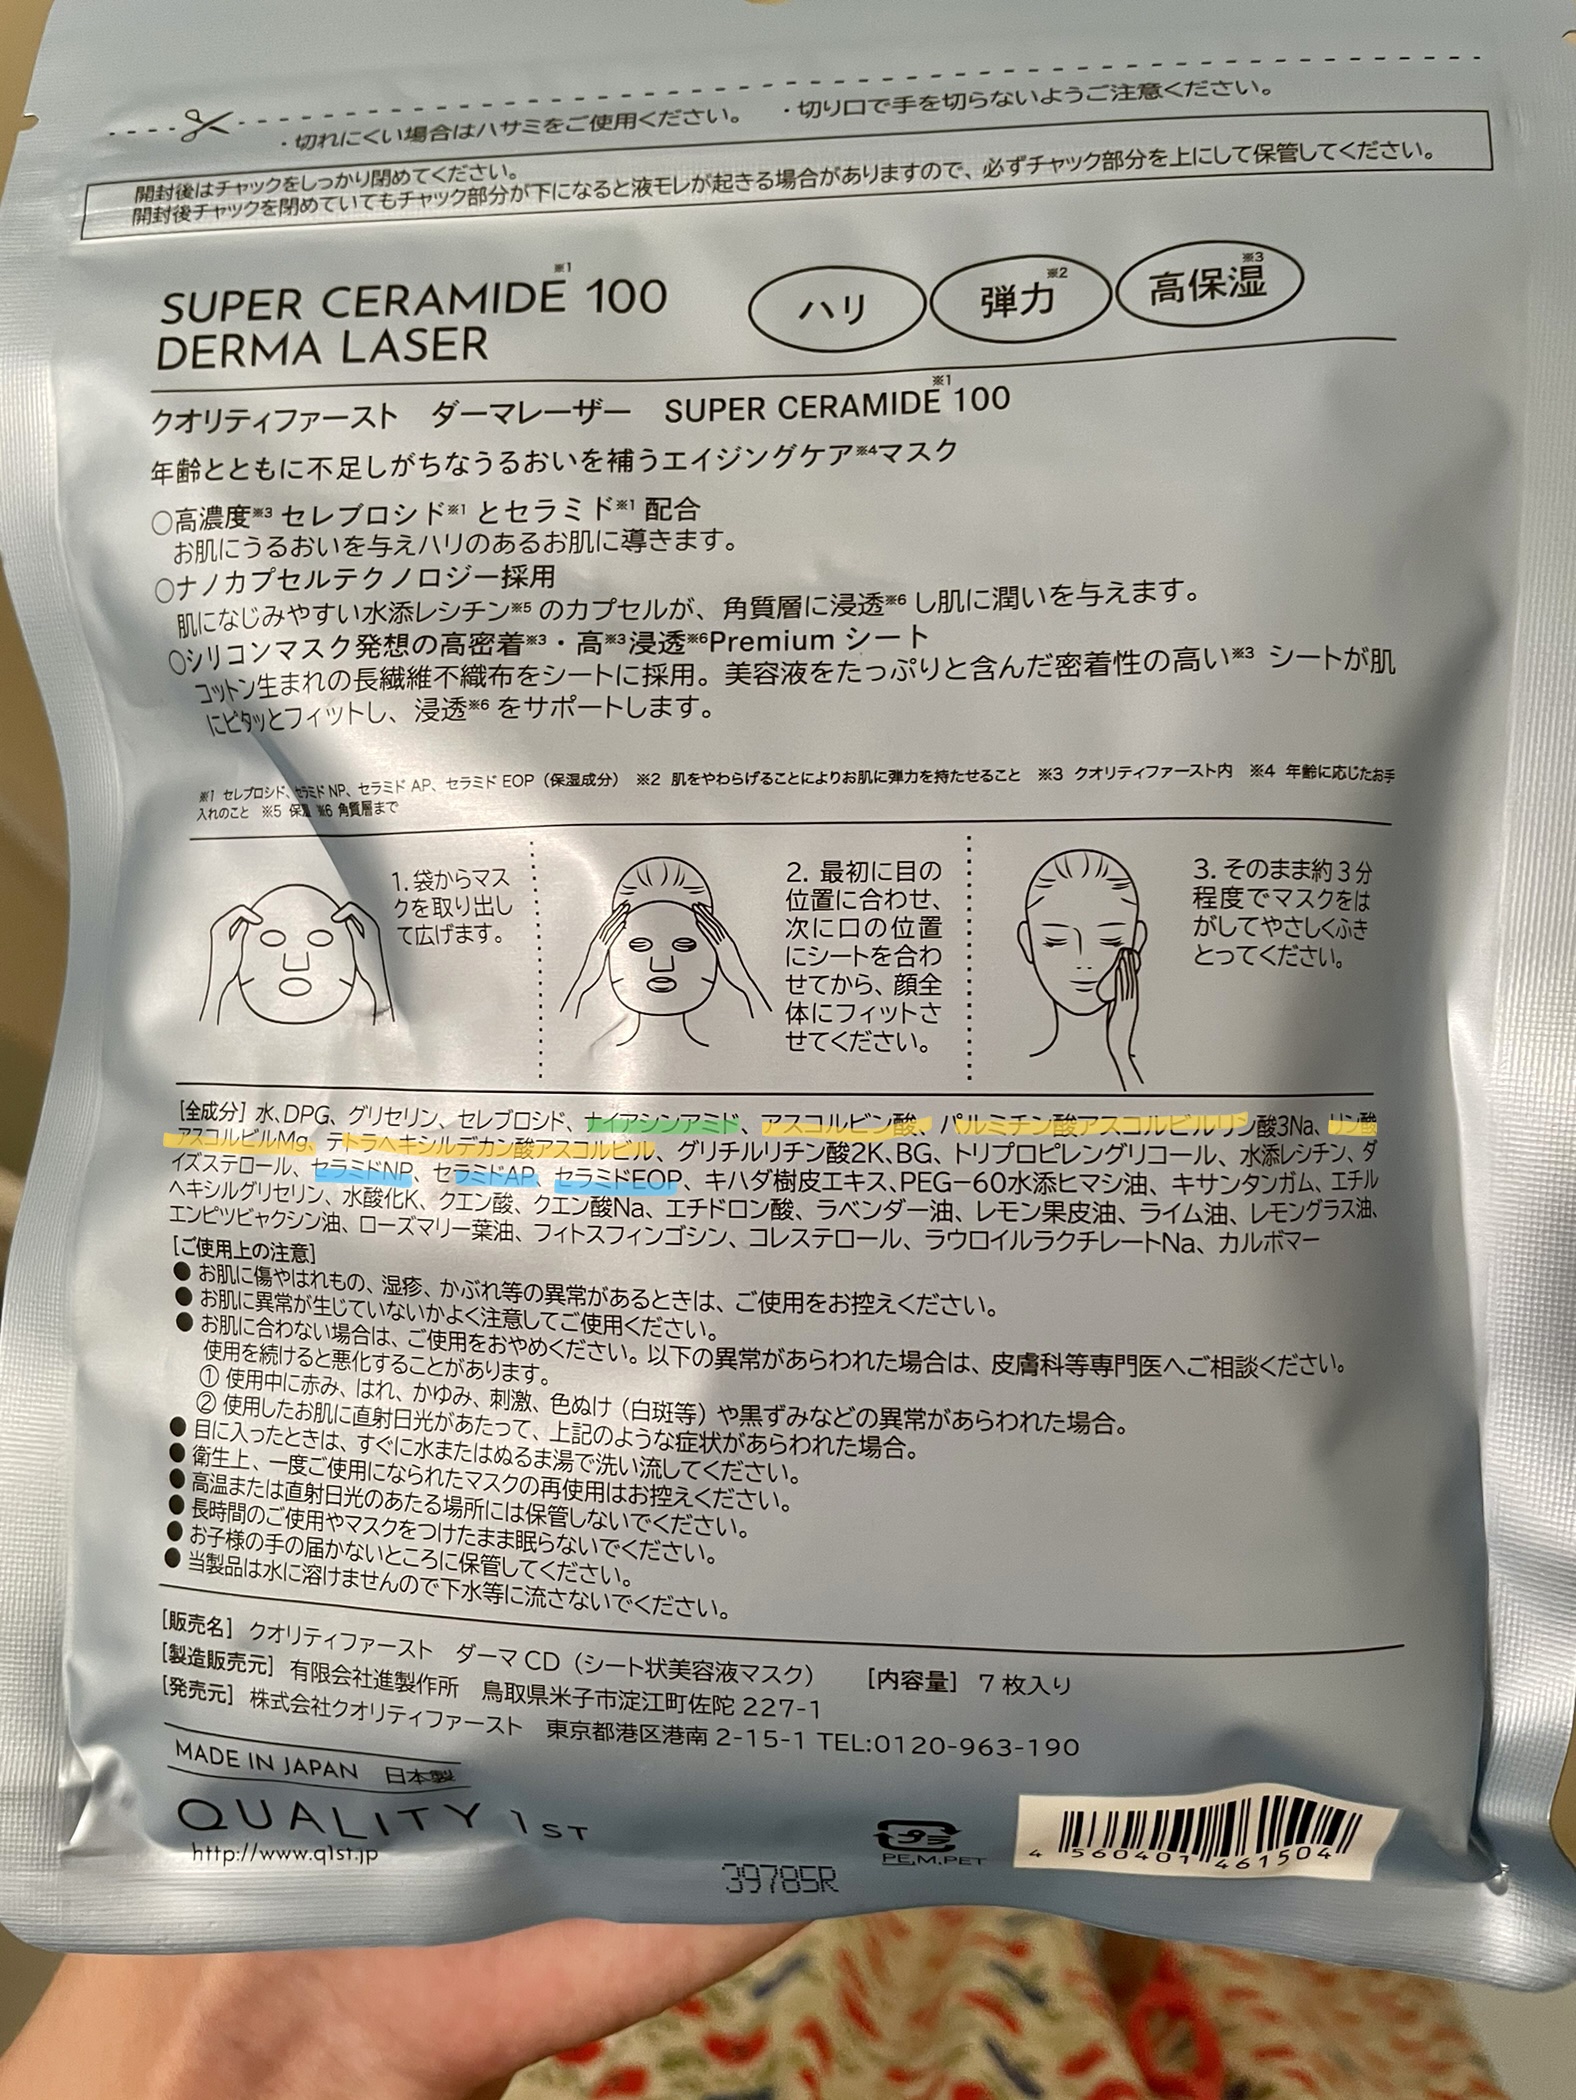 ・切れにくい場合はハサミをご使用ください。 ・切り口で手を切らないようご注意ください。
開封後はチャックをしっかり閉めてください。
開封後チャックを閉めていてもチャック部分が下になると液モレが起きる場合がありますので、必ずチャック部分を上にして保管してください。
SUPER CERAMIDE※1 100
DERMA LASER
ハリ 弾力※2 高保湿※3
クオリティファースト ダーマレーザー SUPER CERAMIDE※1 100
年齢とともに不足しがちなうるおいを補うエイジングケア※4マスク
○高濃度※3 セレブロシド※1 とセラミド※1 配合
お肌にうるおいを与えハリのあるお肌に導きます。
○ナノカプセルテクノロジー採用
肌になじみやすい水添レシチン※5 のカプセルが、角質層に浸透※6 し肌に潤いを与えます。
○シリコンマスク発想の高密着※3・高※3浸透※6Premium シート
コットン生まれの長繊維不織布をシートに採用。美容液をたっぷりと含んだ密着性の高い※3 シートが肌
にピタッとフィットし、浸透※6 をサポートします。
※1 セレブロシド、セラミド NP、セラミド AP、セラミド EOP（保湿成分） ※2 肌をやわらげることによりお肌に弾力を持たせること ※3 クオリティファースト内 ※4 年齢に応じたお手
入れのこと ※5 保湿 ※6 角質層まで
1. 袋からマス
クを取り出し
て広げます。
2. 最初に目の
位置に合わせ、
次に口の位置
にシートを合わ
せてから、顔全
体にフィットさ
せてください。
3. そのまま約３分
程度でマスクをは
がしてやさしくふき
とってください。
[全成分] 水、DPG、グリセリン、セレブロシド、ナイアシンアミド、アスコルビン酸、パルミチン酸アスコルビルリン酸3Na、リン酸
アスコルビルMg、テトラヘキシルデカン酸アスコルビル、グリチルリチン酸2K、BG、トリプロピレングリコール、水添レシチン、ダ
イズステロール、セラミドNP、セラミドAP、セラミドEOP、キハダ樹皮エキス、PEG－60水添ヒマシ油、キサンタンガム、エチル
ヘキシルグリセリン、水酸化K、クエン酸、クエン酸Na、エチドロン酸、ラベンダー油、レモン果皮油、ライム油、レモングラス油、
エンピツビャクシン油、ローズマリー葉油、フィトスフィンゴシン、コレステロール、ラウロイルラクチレートNa、カルボマー
[ご使用上の注意]
● お肌に傷やはれもの、湿疹、かぶれ等の異常があるときは、ご使用をお控えください。
● お肌に異常が生じていないかよく注意してご使用ください。
● お肌に合わない場合は、ご使用をおやめください。以下の異常があらわれた場合は、皮膚科等専門医へご相談ください。
使用を続けると悪化することがあります。
① 使用中に赤み、はれ、かゆみ、刺激、色ぬけ（白斑等）や黒ずみなどの異常があらわれた場合。
② 使用したお肌に直射日光があたって、上記のような症状があらわれた場合。
● 目に入ったときは、すぐに水またはぬるま湯で洗い流してください。
● 衛生上、一度ご使用になられたマスクの再使用はお控えください。
● 高温または直射日光のあたる場所には保管しないでください。
● 長時間のご使用やマスクをつけたまま眠らないでください。
● お子様の手の届かないところに保管してください。
● 当製品は水に溶けませんので下水等に流さないでください。
[販売名] クオリティファースト ダーマ CD（シート状美容液マスク） [内容量] 7 枚入り
[製造販売元] 有限会社進製作所 鳥取県米子市淀江町佐陀 227-1
[発売元] 株式会社クオリティファースト 東京都港区港南 2-15-1 TEL:0120-963-190
MADE IN JAPAN 日本製
QUALITY 1ST
http://www.q1st.jp
39785R
プラ
PE,M,PET
4 560401 461504